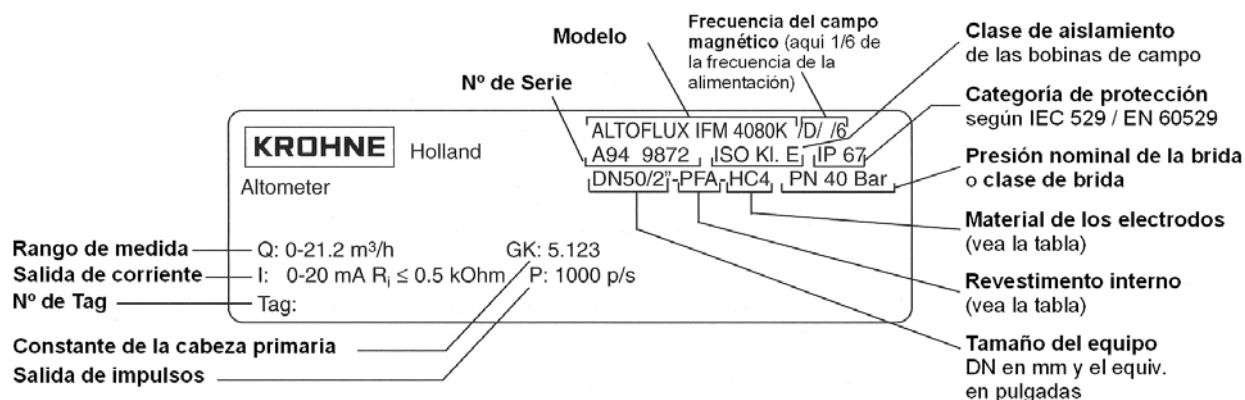 Modelo
Frecuencia del campo
magnético (aqui 1/6 de
la frecuencia de la
alimentación)
Clase de aislamiento
de las bobinas de campo
Nº de Serie
Categoría de protección
según IEC 529 / EN 60529
Presión nominal de la brida
o clase de brida
Material de los electrodos
(vea la tabla)
Revestimento interno
(vea la tabla)
Tamaño del equipo
DN en mm y el equiv.
en pulgadas
KROHNE Holland
Altometer
ALTOFLUX IFM 4080K /D/ /6
A94 9872 ISO Kl. E IP 67
DN50/2"-PFA-HC4 PN 40 Bar
Rango de medida Q: 0-21.2 m³/h GK: 5.123
Salida de corriente I: 0-20 mA Rᵢ ≤ 0.5 kOhm P: 1000 p/s
Nº de Tag Tag:
Constante de la cabeza primaria
Salida de impulsos